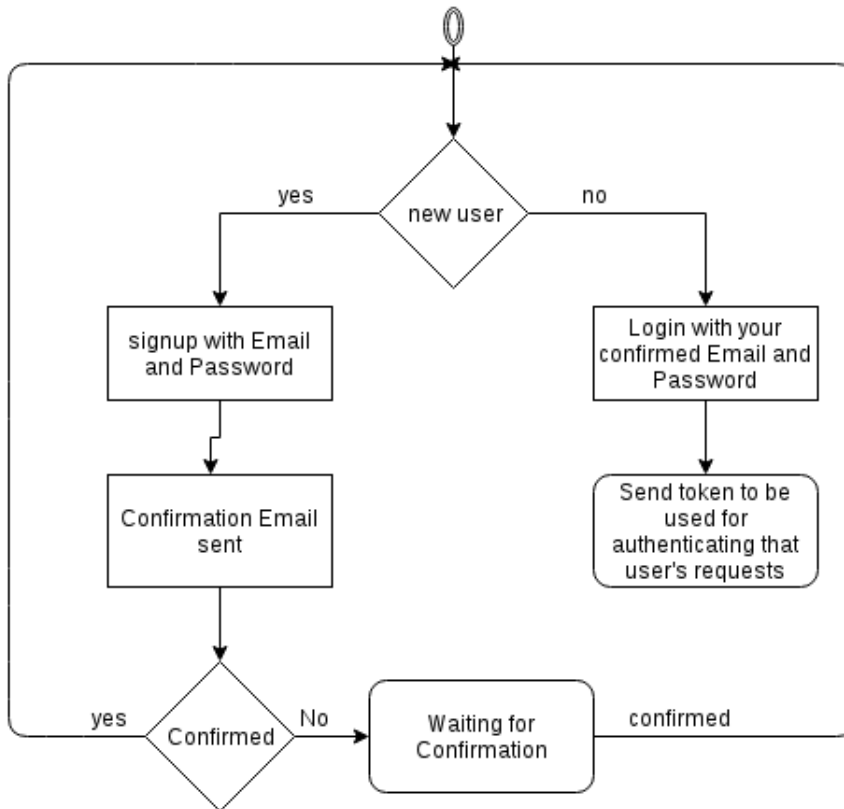 yes
no
new user
signup with Email
and Password
Login with your
confirmed Email and
Password
Confirmation Email
sent
Send token to be
used for
authenticating that
user's requests
yes
Confirmed
No
Waiting for
Confirmation
confirmed